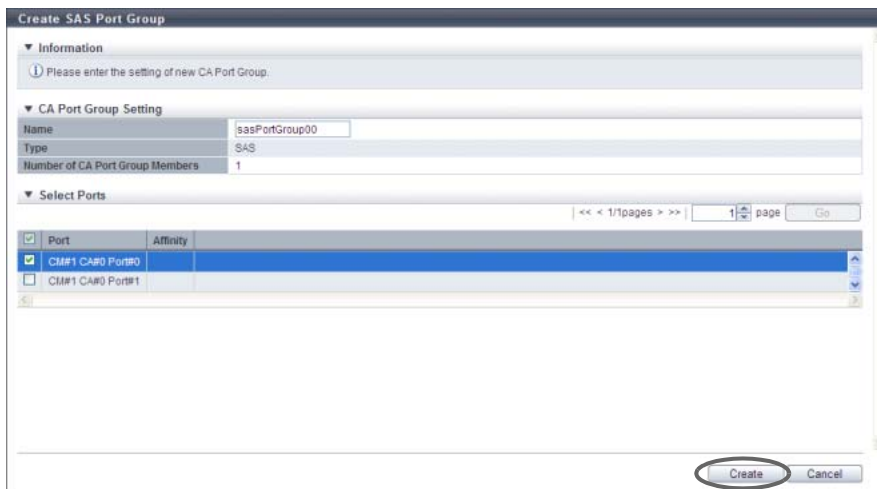 Create SAS Port Group
Information
Please enter the setting of new CA Port Group.
CA Port Group Setting
Name sasPortGroup00
Type SAS
Number of CA Port Group Members 1
Select Ports
| << < 1/1pages > >> | 1 page Go
Port Affinity
CM#1 CA#0 Port#0
CM#1 CA#0 Port#1
Create Cancel